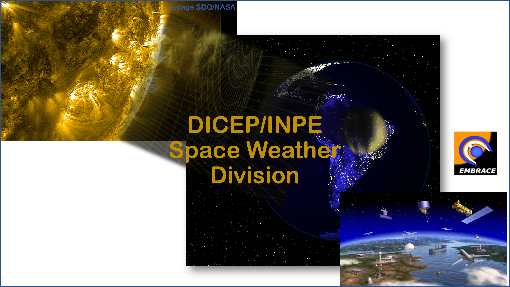 Image SDO/NASA
DICEP/INPE
Space Weather
Division
EMBRACE